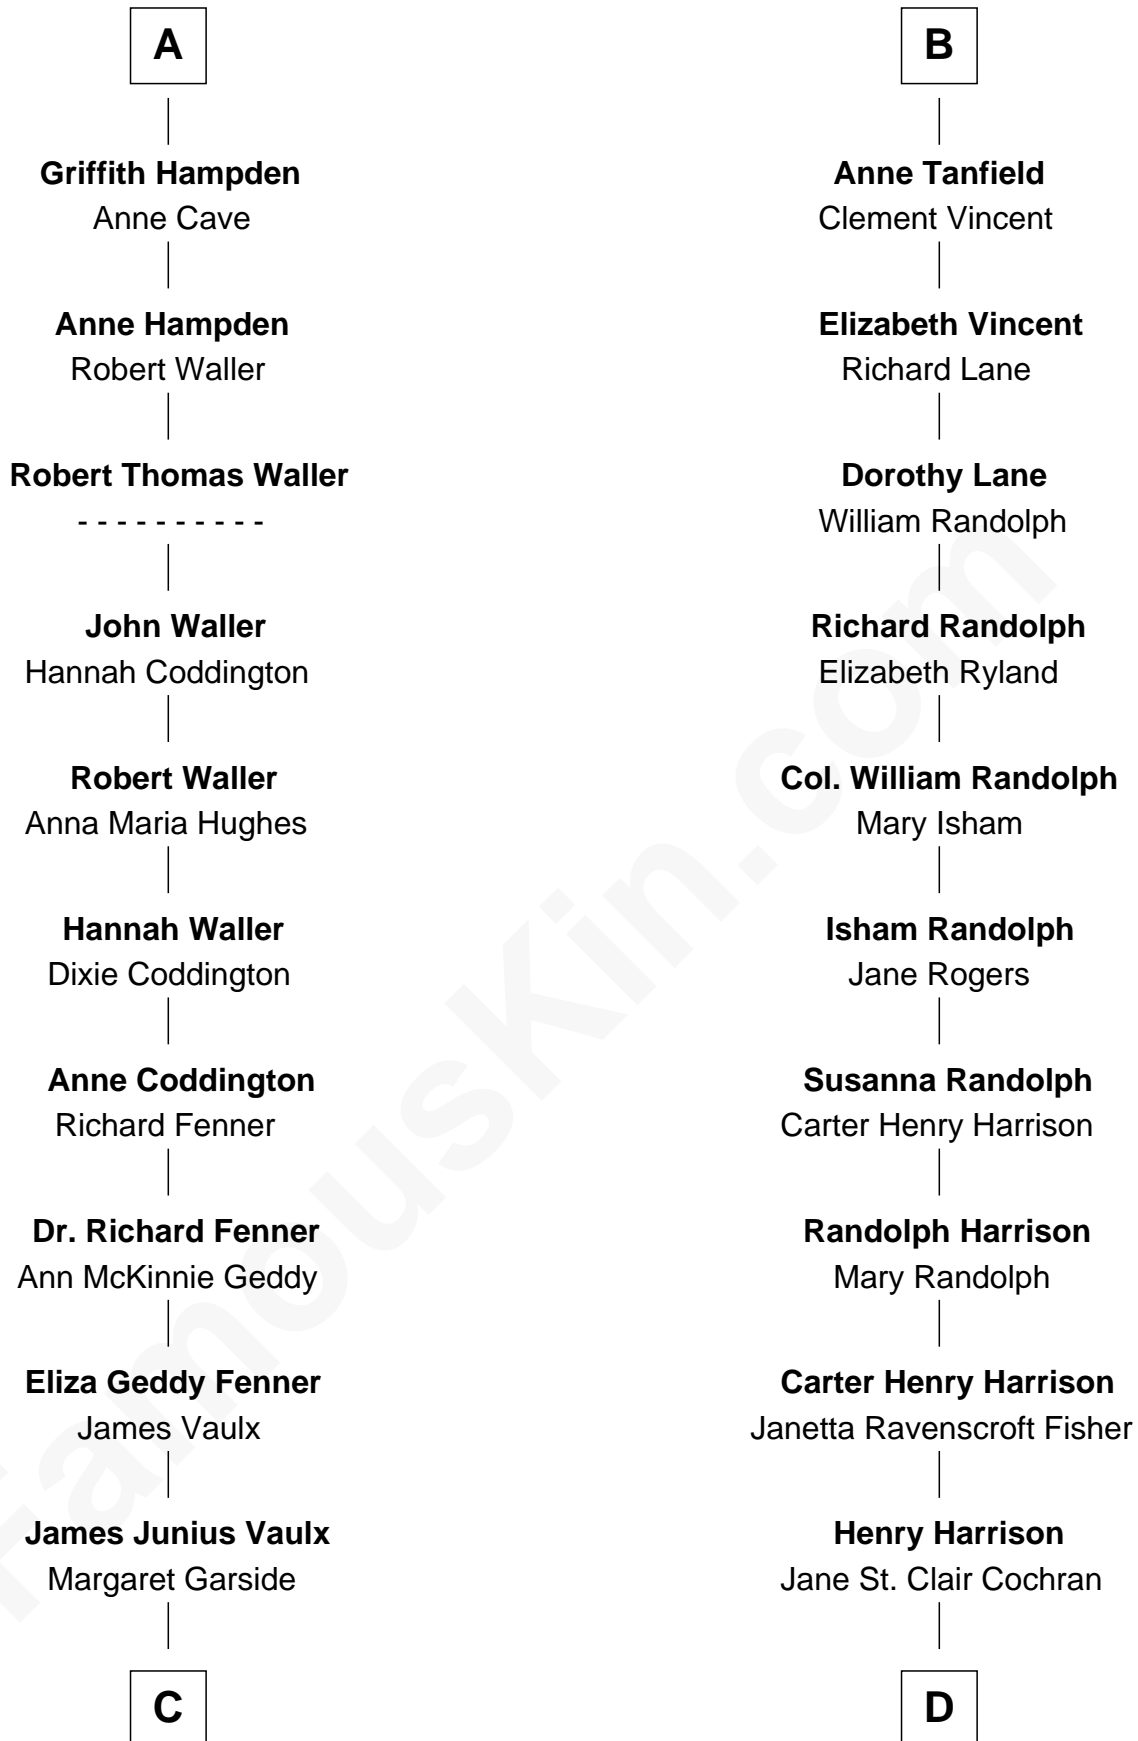 A
Griffith Hampden
Anne Cave
Anne Hampden
Robert Waller
Robert Thomas Waller
- - - - - - - - - -
John Waller
Hannah Coddington
Robert Waller
Anna Maria Hughes
Hannah Waller
Dixie Coddington
Anne Coddington
Richard Fenner
Dr. Richard Fenner
Ann McKinnie Geddy
Eliza Geddy Fenner
James Vaulx
James Junius Vaulx
Margaret Garside
C
B
Anne Tanfield
Clement Vincent
Elizabeth Vincent
Richard Lane
Dorothy Lane
William Randolph
Richard Randolph
Elizabeth Ryland
Col. William Randolph
Mary Isham
Isham Randolph
Jane Rogers
Susanna Randolph
Carter Henry Harrison
Randolph Harrison
Mary Randolph
Carter Henry Harrison
Janetta Ravenscroft Fisher
Henry Harrison
Jane St. Clair Cochran
D
FamousKin.com